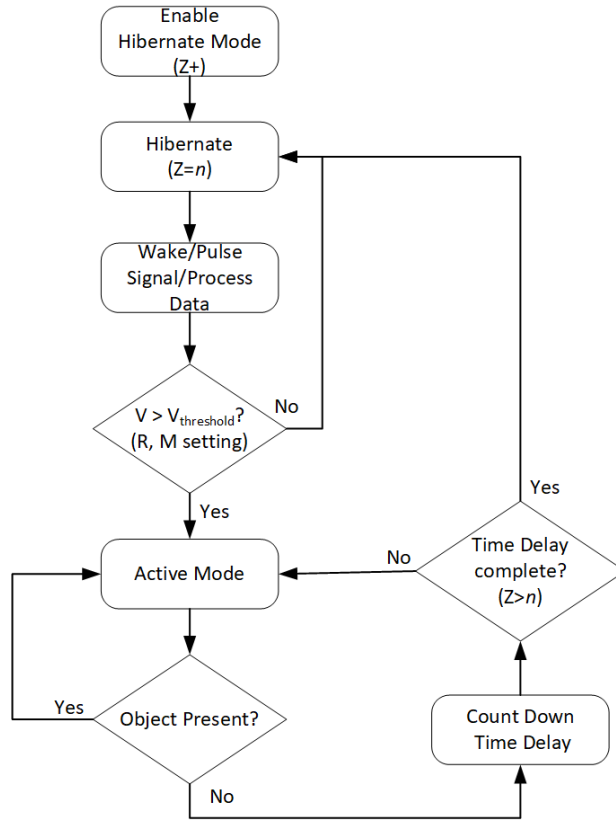 Enable
Hibernate Mode
(Z+)
Hibernate
(Z=n)
Wake/Pulse
Signal/Process
Data
V > Vthreshold?
(R, M setting)
No
Yes
Active Mode
Object Present?
Yes
No
Count Down
Time Delay
Time Delay
complete?
(Z>n)
No
Yes